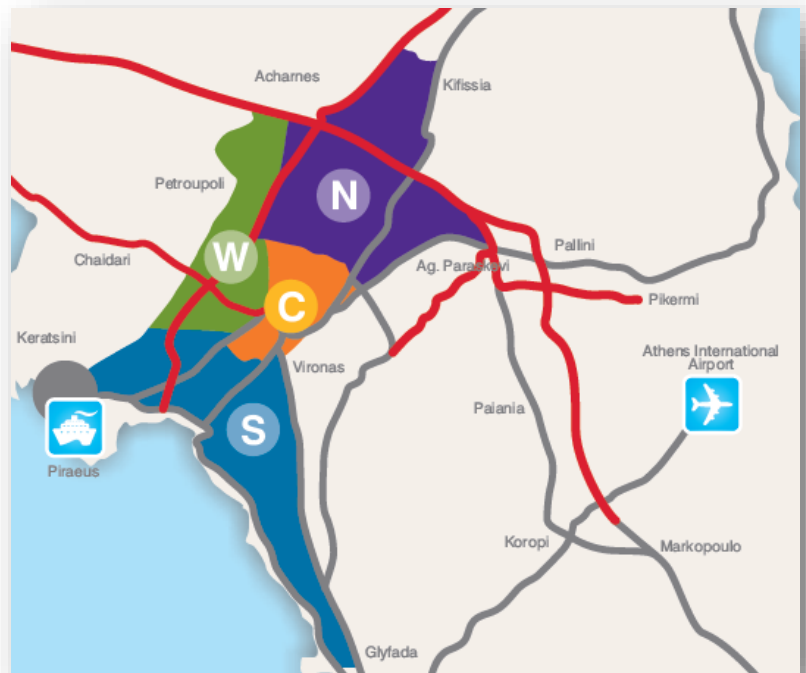 Acharnes
Kifissia
N
Petroupoli
W
Chaidari
Ag. Paraskevi
Pallini
C
Pikermi
Keratsini
Vironas
Athens International
Airport
Paiania
S
Piraeus
Koropi
Markopoulo
Glyfada